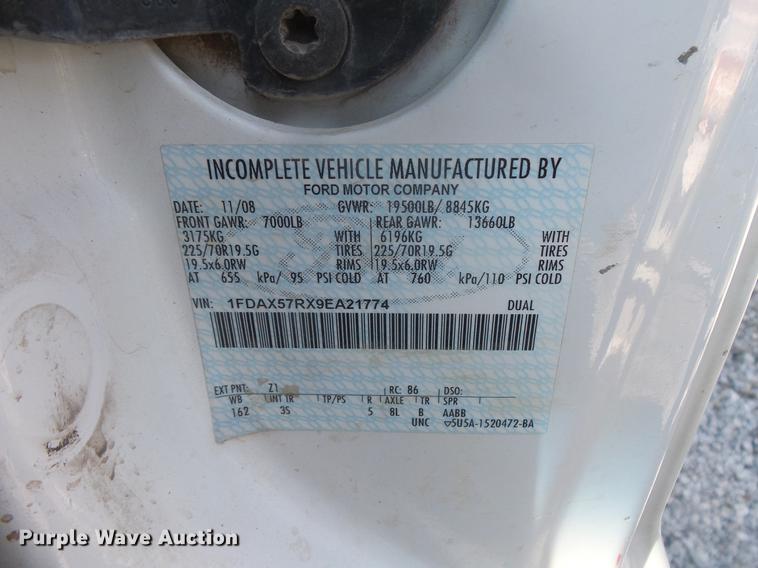 INCOMPLETE VEHICLE MANUFACTURED BY
FORD MOTOR COMPANY
DATE: 11/08 GVWR: 19500LB/ 8845KG
FRONT GAWR: 7000LB REAR GAWR: 13660LB
3175KG WITH 6196KG WITH
225/70R19.5G TIRES 225/70R19.5G TIRES
19.5x6.0RW RIMS 19.5x6.0RW RIMS
AT 655 kPa/ 95 PSI COLD AT 760 kPa/110 PSI COLD
VIN: 1FDAX57RX9EA21774 DUAL
EXT PNT: Z1 RC: 86 DSO:
WB INT TR TP/PS R AXLE TR SPR
162 3S 5 8L B AABB
UNC 5U5A-1520472-BA
Purple Wave Auction